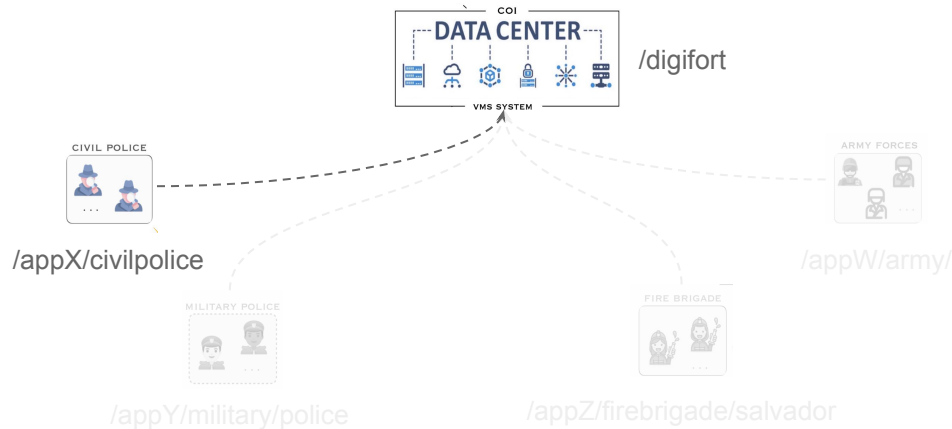 COI
DATA CENTER
/digifort
VMS SYSTEM
CIVIL POLICE
ARMY FORCES
...
...
/appX/civilpolice
/appW/army/
MILITARY POLICE
FIRE BRIGADE
...
...
/appY/military/police
/appZ/firebrigade/salvador